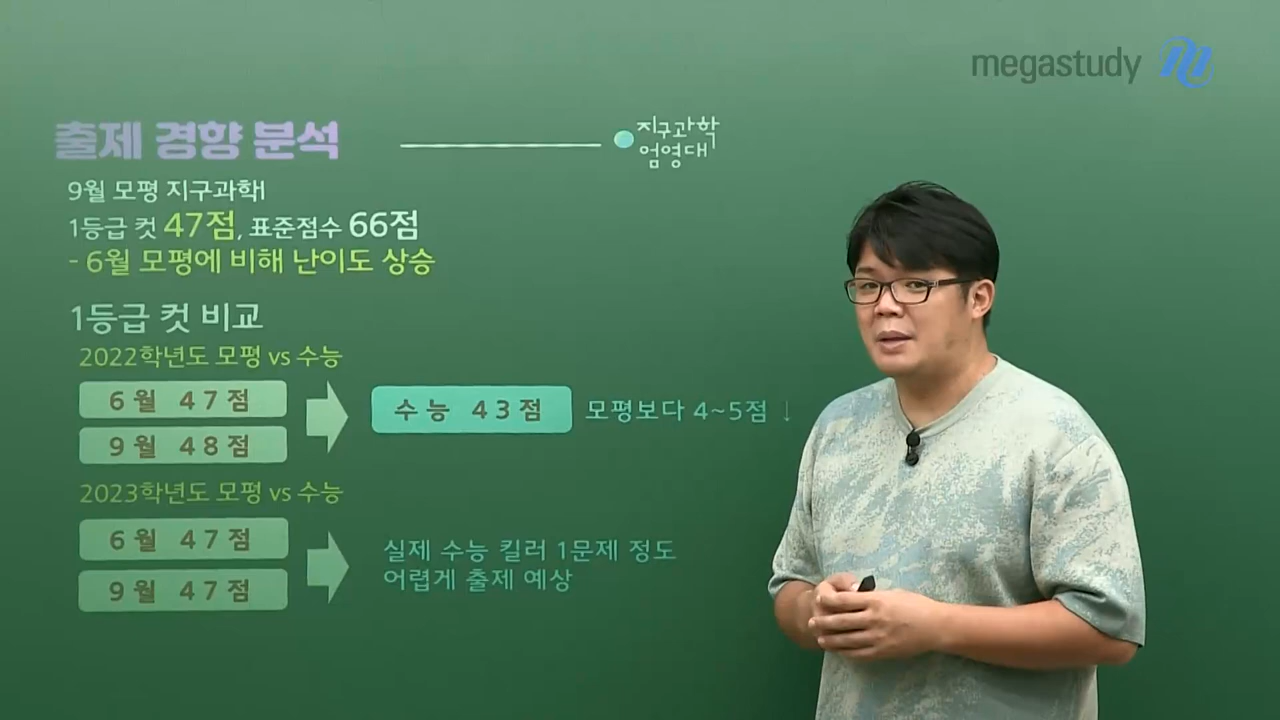 megastudy
출제 경향 분석
지구과학
엄영대
9월 모평 지구과학I
1등급 컷 47점, 표준점수 66점
- 6월 모평에 비해 난이도 상승
1등급 컷 비교
2022학년도 모평 vs 수능
6월 47점
9월 48점
수능 43점
모평보다 4~5점 ↓
2023학년도 모평 vs 수능
6월 47점
9월 47점
실제 수능 킬러 1문제 정도
어렵게 출제 예상